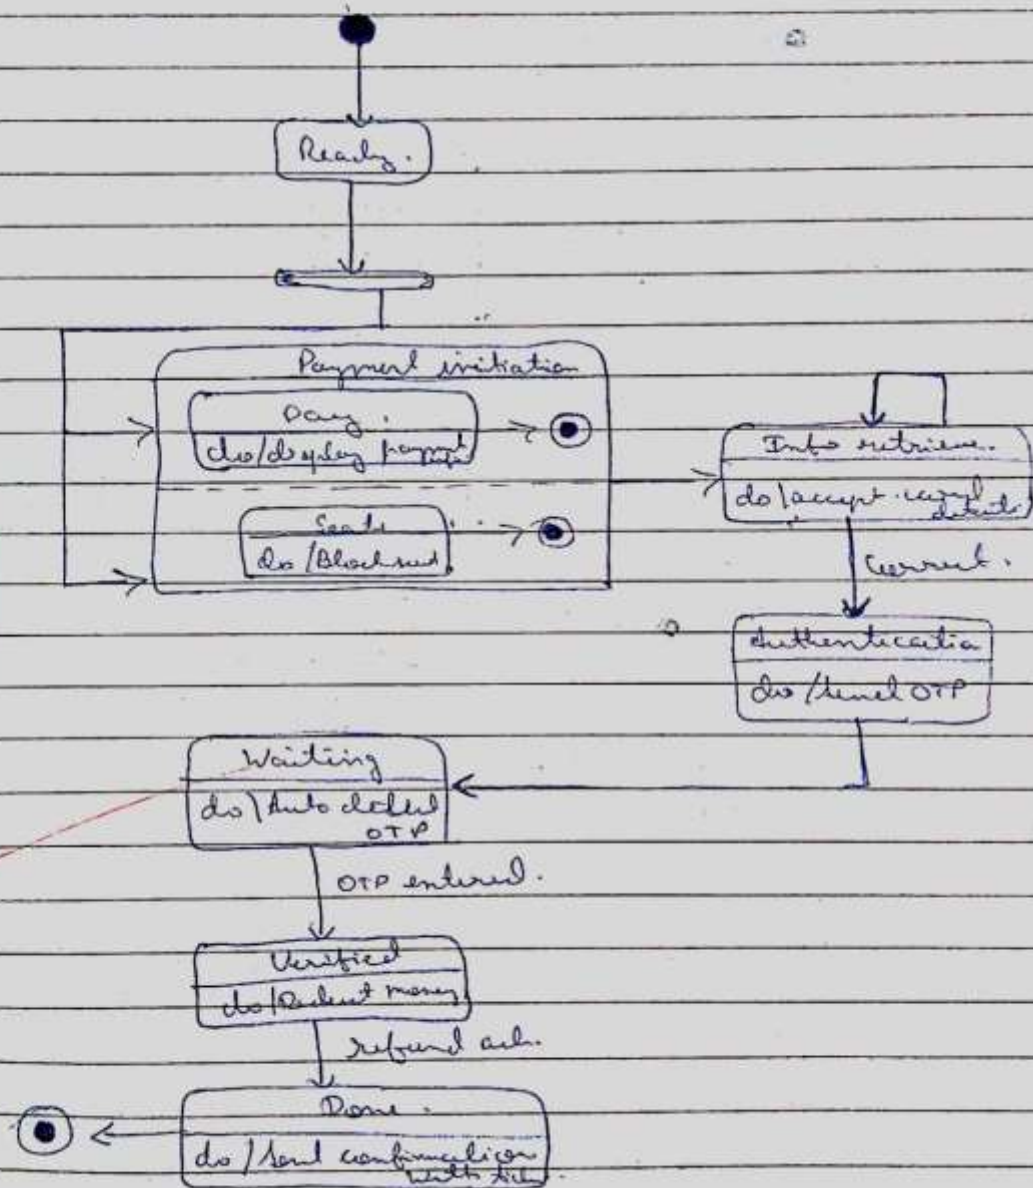 Ready.
Payment initiation
Pay.
do/display payment
Seats
do/Block seat
Info retrieve.
do/accept card
details
Correct.
Authentication
do/send OTP
Waiting
do\Auto detect
OTP
OTP entered.
Verified
do/Deduct money
refund ack.
Done.
do/Send confirmation
with